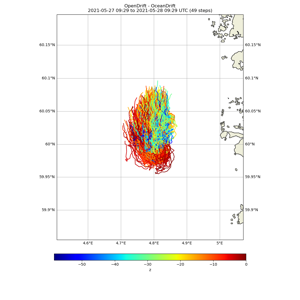 OpenDrift - OceanDrift
2021-05-27 09:29 to 2021-05-28 09:29 UTC (49 steps)
60.15°N 60.15°N
60.1°N 60.1°N
60.05°N 60.05°N
60°N 60°N
59.95°N 59.95°N
59.9°N 59.9°N
4.6°E 4.7°E 4.8°E 4.9°E 5°E
−50 −40 −30 −20 −10 0
z